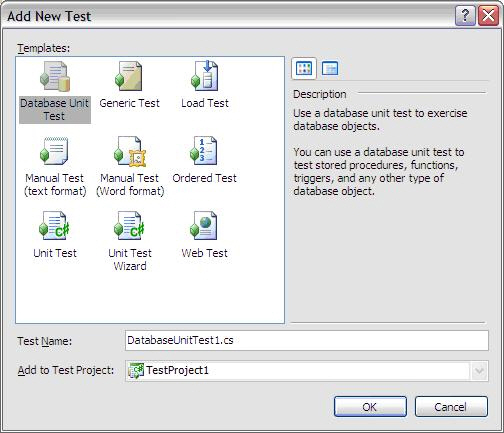 Add New Test
Templates:
Database Unit Test
Generic Test
Load Test
Manual Test (text format)
Manual Test (Word format)
Ordered Test
Unit Test
Unit Test Wizard
Web Test
Description
Use a database unit test to exercise
database objects.
You can use a database unit test to
test stored procedures, functions,
triggers, and any other type of
database object.
Test Name:
DatabaseUnitTest1.cs
Add to Test Project:
TestProject1
OK
Cancel